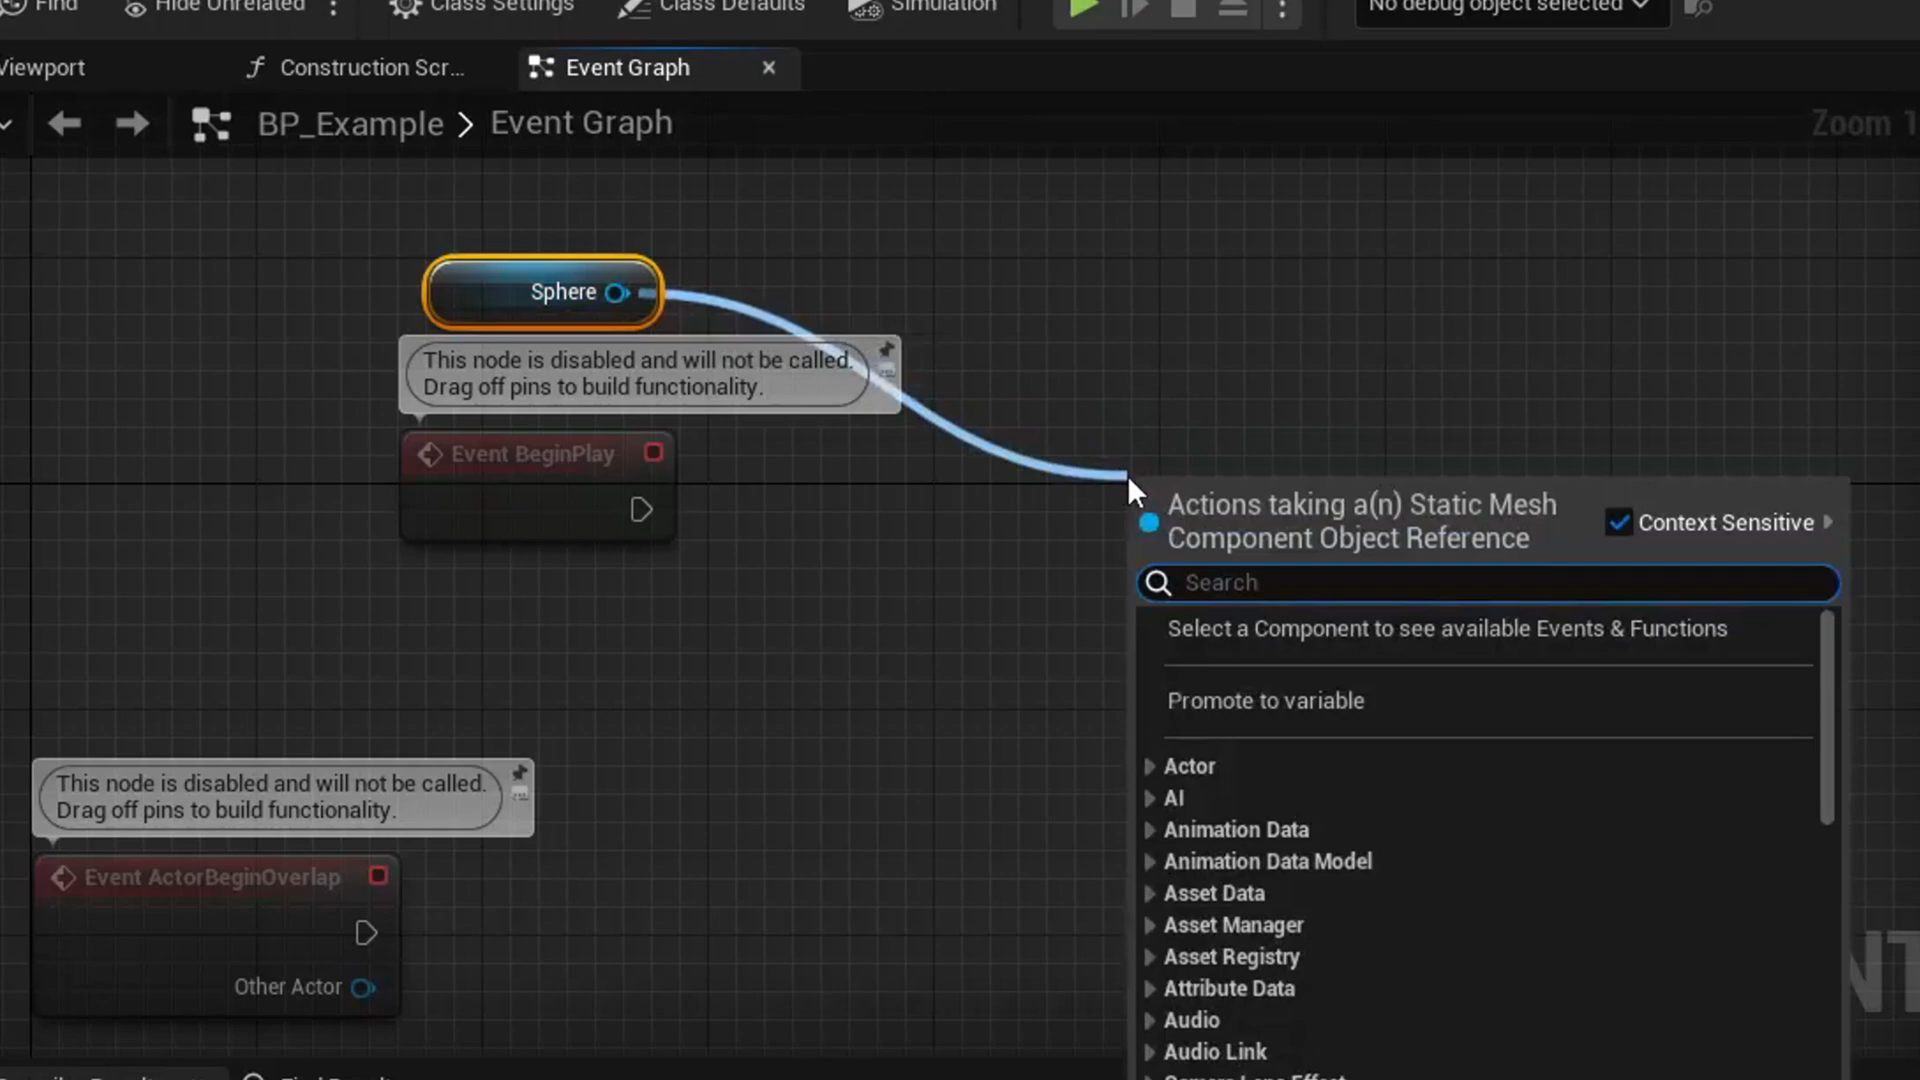 Find
Hide Unrelated
Class Settings
Class Defaults
Simulation
No debug object selected
Viewport
Construction Scr...
Event Graph
BP_Example > Event Graph
Zoom 1
Sphere
This node is disabled and will not be called.
Drag off pins to build functionality.
Event BeginPlay
Actions taking a(n) Static Mesh
Component Object Reference
Context Sensitive
Search
Select a Component to see available Events & Functions
Promote to variable
Actor
AI
Animation Data
Animation Data Model
Asset Data
Asset Manager
Asset Registry
Attribute Data
Audio
Audio Link
This node is disabled and will not be called.
Drag off pins to build functionality.
Event ActorBeginOverlap
Other Actor